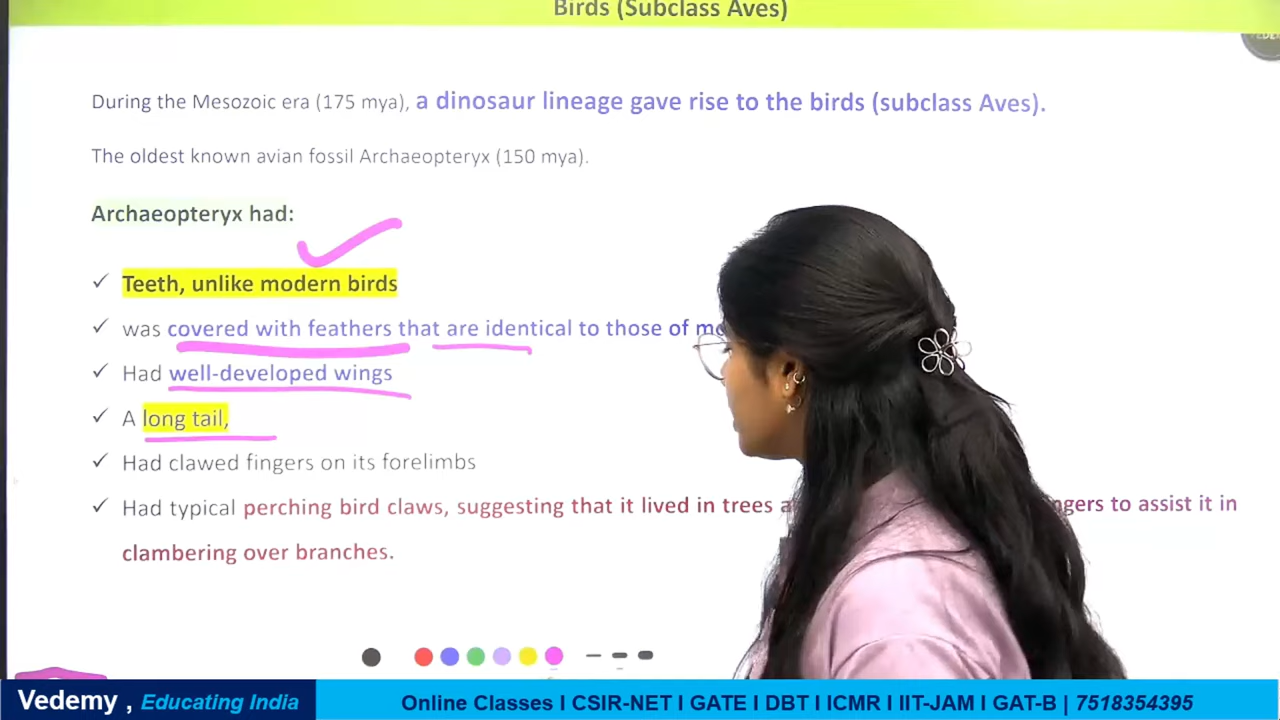 Birds (Subclass Aves)
During the Mesozoic era (175 mya), a dinosaur lineage gave rise to the birds (subclass Aves).
The oldest known avian fossil Archaeopteryx (150 mya).
Archaeopteryx had:
✓ Teeth, unlike modern birds
✓ was covered with feathers that are identical to those of
✓ Had well-developed wings
✓ A long tail,
✓ Had clawed fingers on its forelimbs
✓ Had typical perching bird claws, suggesting that it lived in trees to assist it in
clambering over branches.
Vedemy , Educating India
Online Classes I CSIR-NET I GATE I DBT I ICMR I IIT-JAM I GAT-B | 7518354395